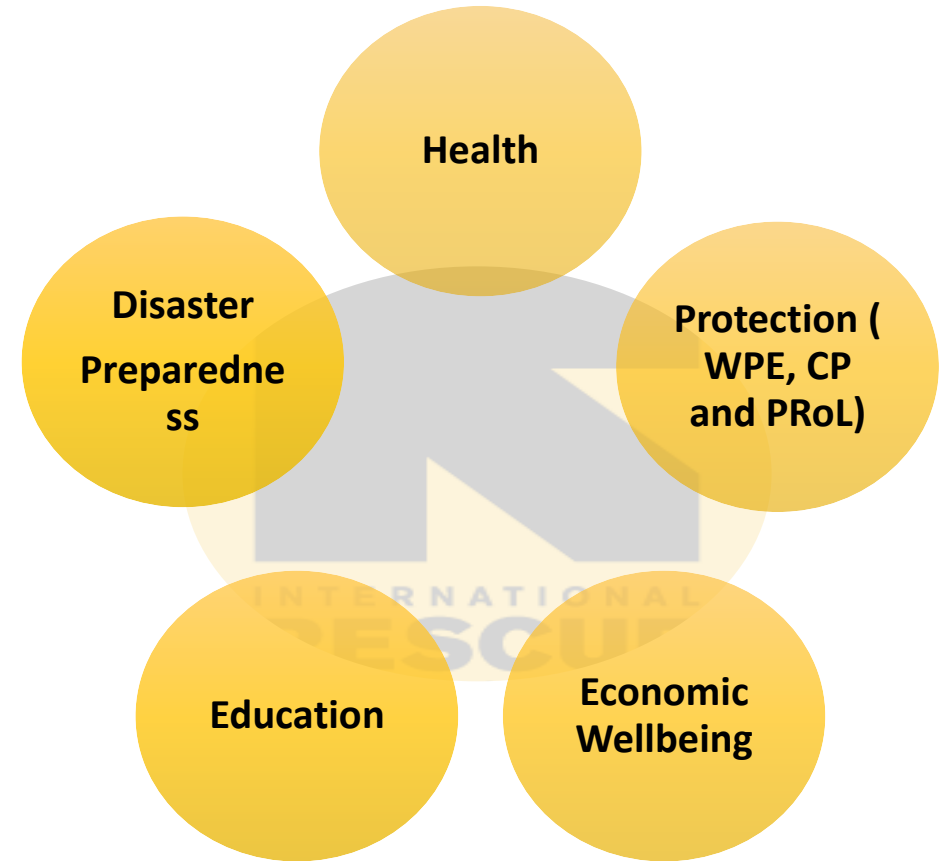 Health
Disaster
Preparedne
ss
Protection (
WPE, CP
and PRoL)
INTERNATIONAL
RESCUE
Education
Economic
Wellbeing